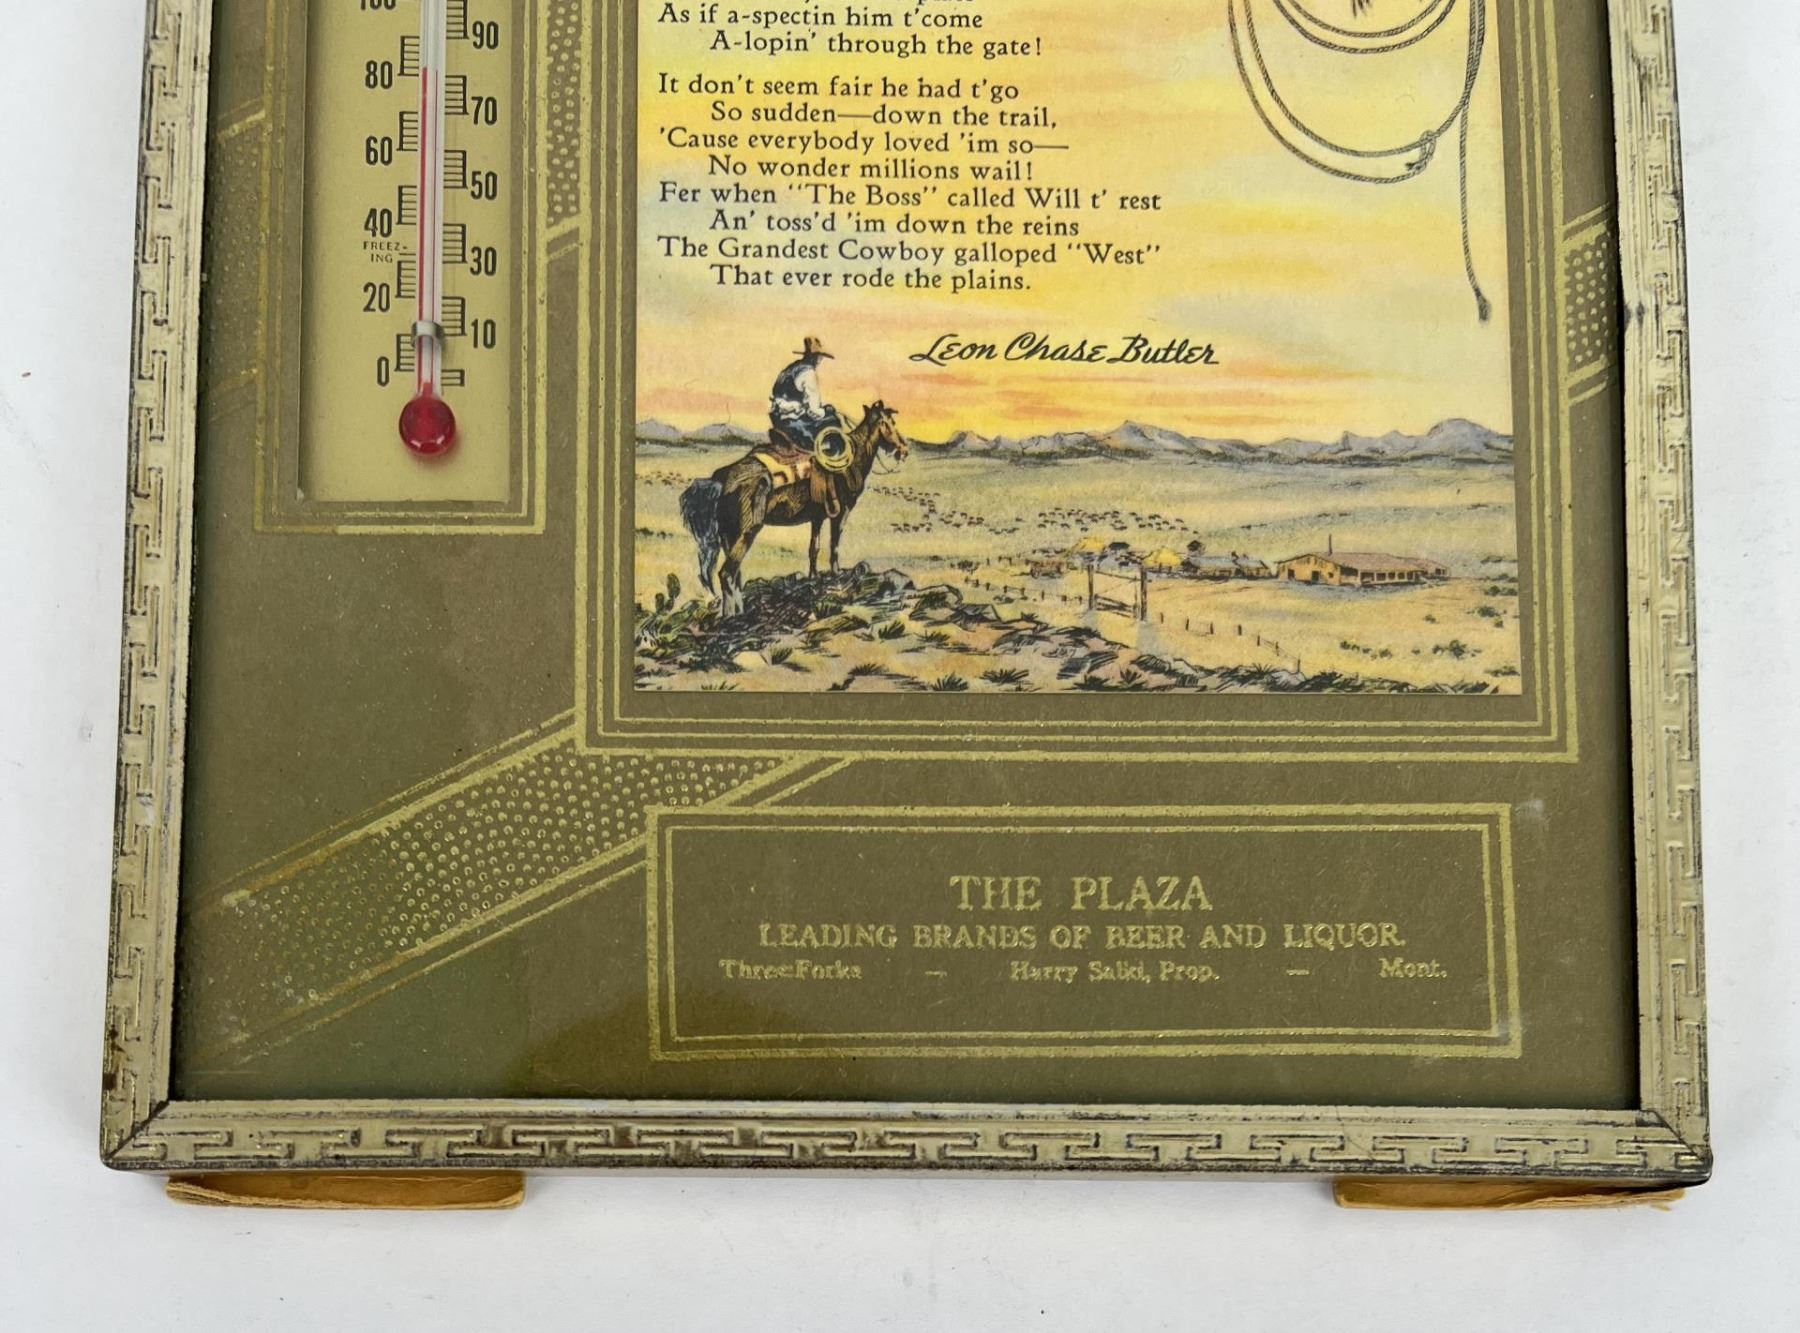 100
90
80
70
60
50
40
FREEZ-
ING
30
20
10
0
As if a-spectin him t'come
A-lopin' through the gate!
It don't seem fair he had t'go
So sudden—down the trail,
'Cause everybody loved 'im so—
No wonder millions wail!
Fer when "The Boss" called Will t' rest
An' toss'd 'im down the reins
The Grandest Cowboy galloped "West"
That ever rode the plains.
Leon Chase Butler
THE PLAZA
LEADING BRANDS OF BEER AND LIQUOR.
Three Forks — Harry Salki, Prop. — Mont.